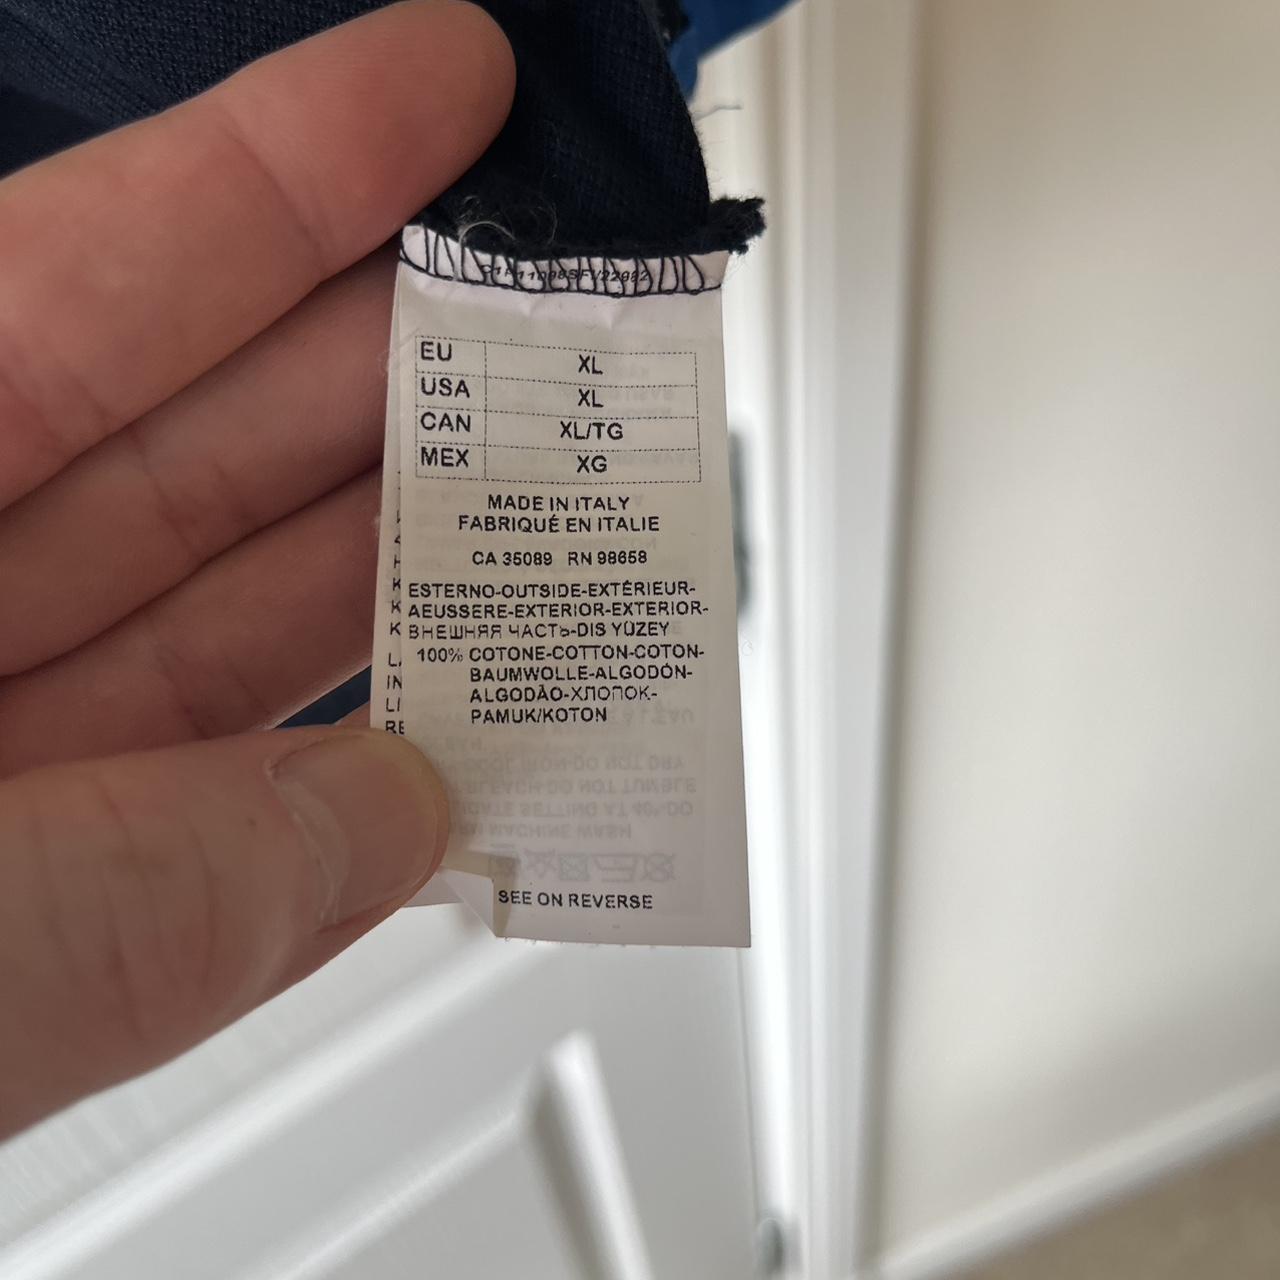 EU XL
USA XL
CAN XL/TG
MEX XG
MADE IN ITALY
FABRIQUÉ EN ITALIE
CA 35089 RN 98658
ESTERNO-OUTSIDE-EXTÉRIEUR-
AEUSSERE-EXTERIOR-EXTERIOR-
ВНЕШНЯЯ ЧАСТЬ-DIS YÜZEY
100% COTONE-COTTON-COTON-
BAUMWOLLE-ALGODÓN-
ALGODÃO-ХЛОПОК-
PAMUK/KOTON
SEE ON REVERSE